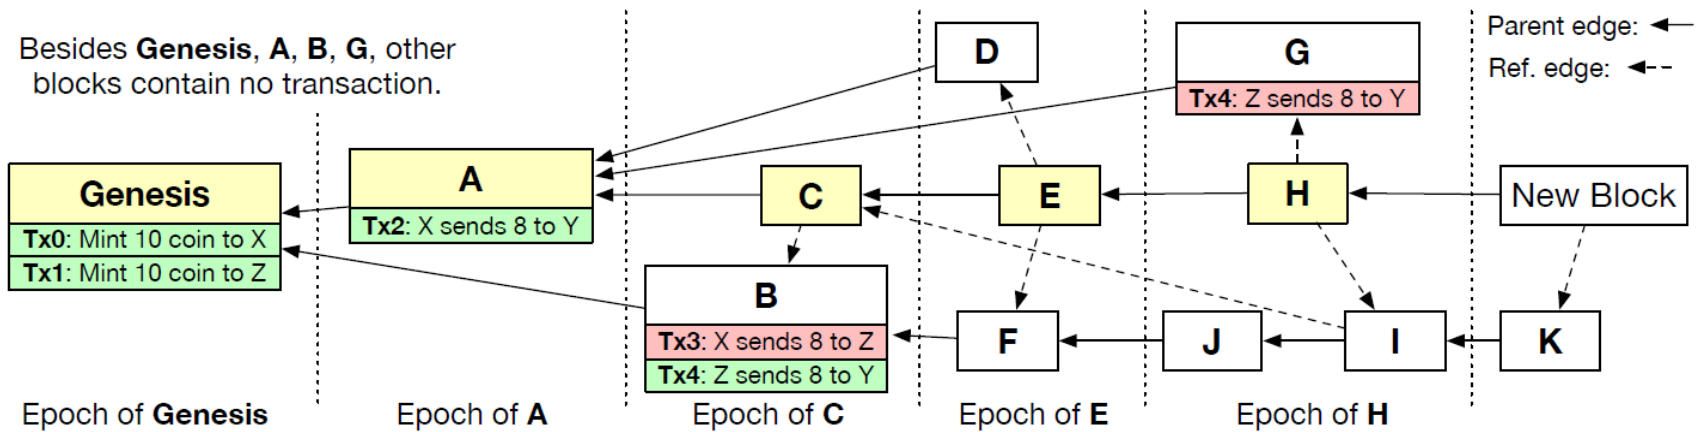 Besides Genesis, A, B, G, other
blocks contain no transaction.
Parent edge:
Ref. edge:
D
G
Tx4: Z sends 8 to Y
Genesis
Tx0: Mint 10 coin to X
Tx1: Mint 10 coin to Z
A
Tx2: X sends 8 to Y
C
E
H
New Block
B
Tx3: X sends 8 to Z
Tx4: Z sends 8 to Y
F
J
I
K
Epoch of Genesis
Epoch of A
Epoch of C
Epoch of E
Epoch of H